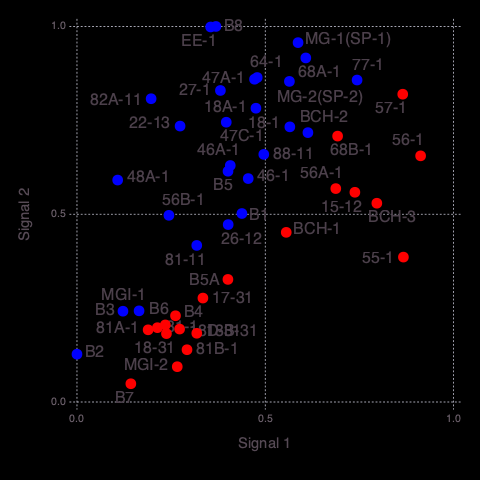 1.0
B8
EE-1
MG-1(SP-1)
64-1
68A-1
77-1
47A-1
27-1
MG-2(SP-2)
82A-11
18A-1
57-1
22-13
47C-1
18-1
BCH-2
56-1
46A-1
88-11
68B-1
48A-1
B5
46-1
56A-1
56B-1
B1
15-12
BCH-3
0.5
26-12
BCH-1
81-11
55-1
B5A
MGI-1
17-31
B3
B6
B4
81A-1
18-31
81B-1
B2
MGI-2
B7
0.0
0.0
0.5
1.0
Signal 1
Signal 2